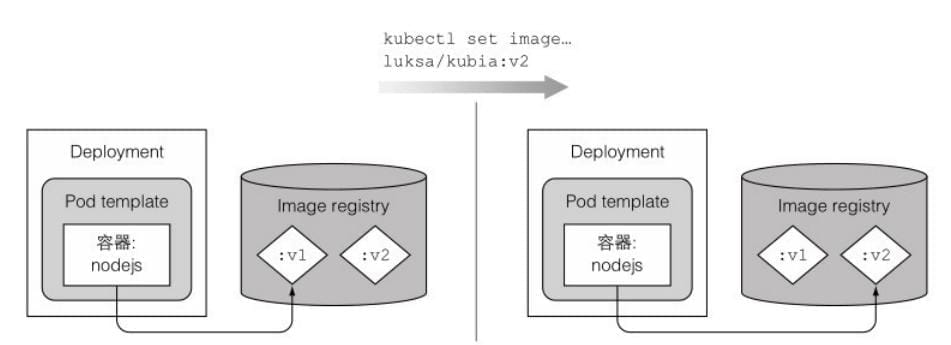 kubectl set image…
luksa/kubia:v2
Deployment
Pod template
容器:
nodejs
Image registry
:v1
:v2
Deployment
Pod template
容器:
nodejs
Image registry
:v1
:v2